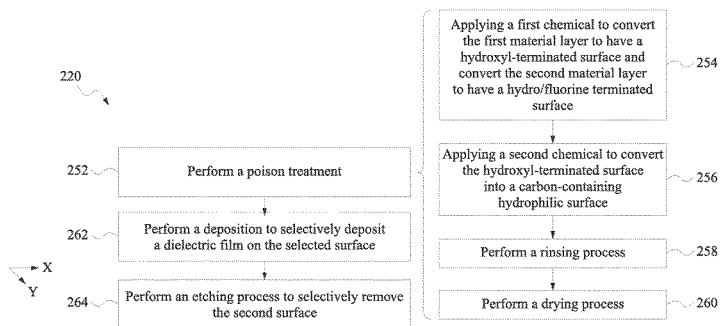 220
252
Perform a poison treatment
262
Perform a deposition to selectively deposit
a dielectric film on the selected surface
264
Perform an etching process to selectively remove
the second surface
X
Y
Applying a first chemical to convert
the first material layer to have a
hydroxyl-terminated surface and
convert the second material layer
to have a hydro/fluorine terminated
surface
254
Applying a second chemical to convert
the hydroxyl-terminated surface
into a carbon-containing
hydrophilic surface
256
Perform a rinsing process
258
Perform a drying process
260